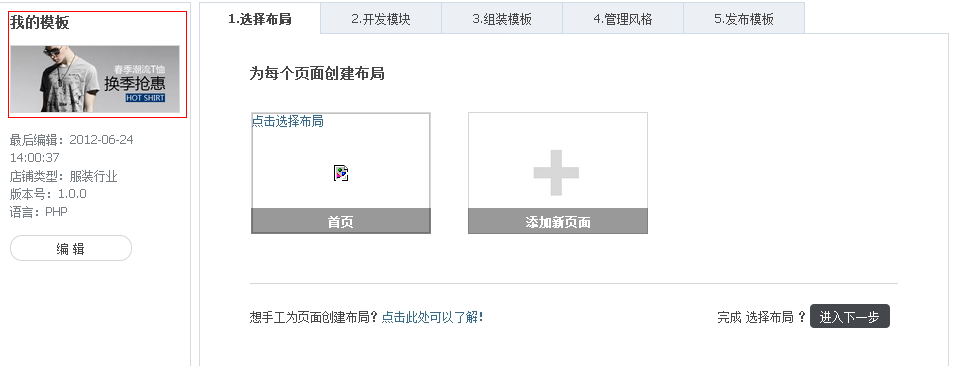 我的模板
春季潮流T恤
换季抢惠
HOT SHIRT
最后编辑：2012-06-24
14:00:37
店铺类型：服装行业
版本号：1.0.0
语言：PHP
编 辑
1.选择布局
2.开发模块
3.组装模板
4.管理风格
5.发布模板
为每个页面创建布局
点击选择布局
首页
添加新页面
想手工为页面创建布局？点击此处可以了解！
完成 选择布局 ？ 进入下一步